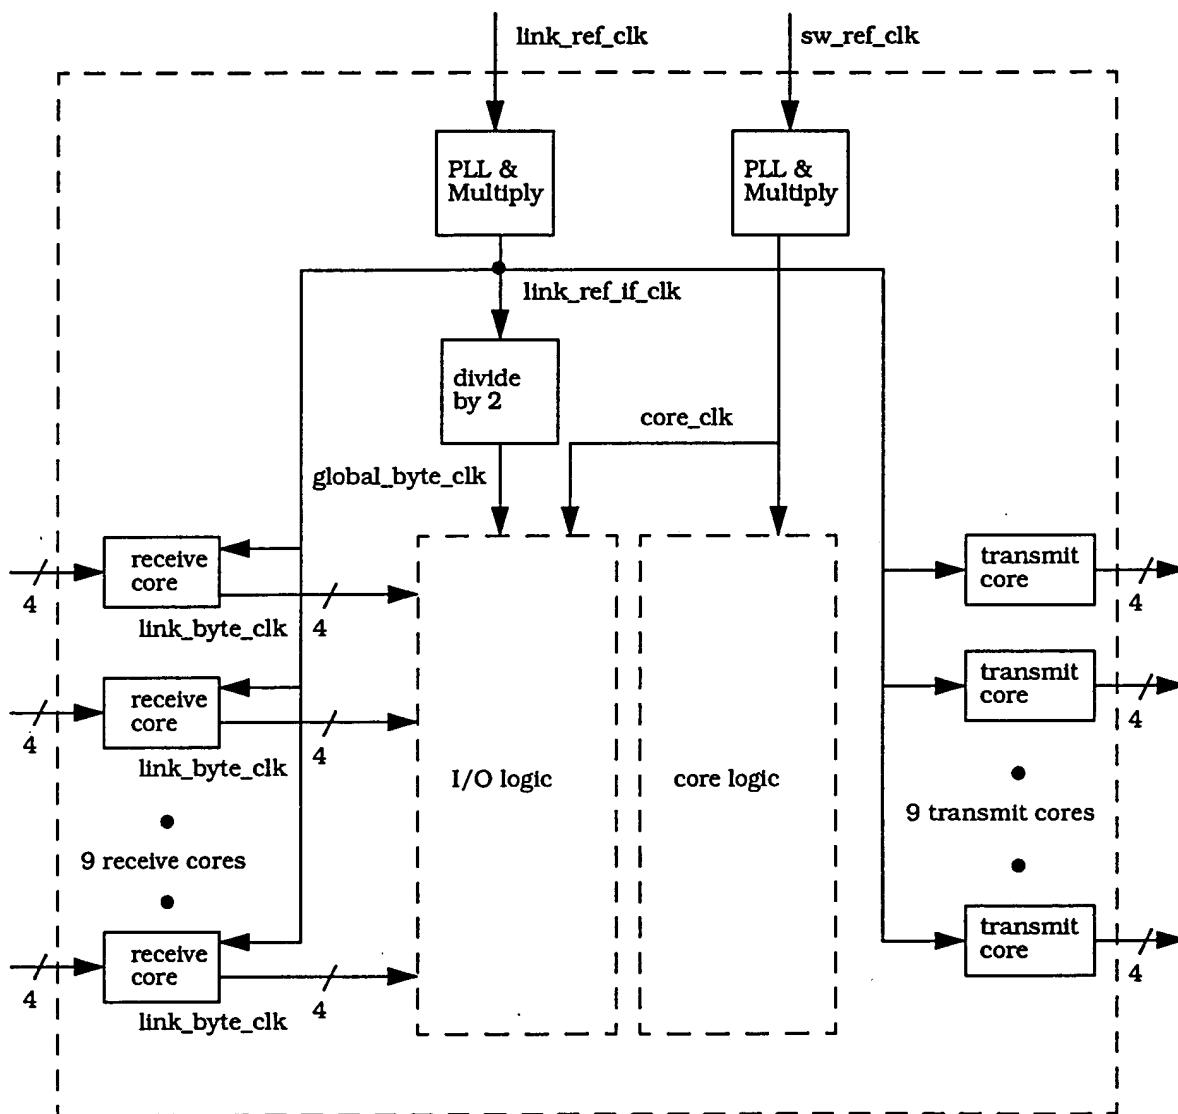 link_ref_clk
sw_ref_clk
PLL &
Multiply
PLL &
Multiply
link_ref_if_clk
divide
by 2
core_clk
global_byte_clk
receive
core
4
link_byte_clk
4
transmit
core
4
receive
core
4
link_byte_clk
4
transmit
core
4
I/O logic
core logic
9 receive cores
9 transmit cores
receive
core
4
link_byte_clk
4
transmit
core
4